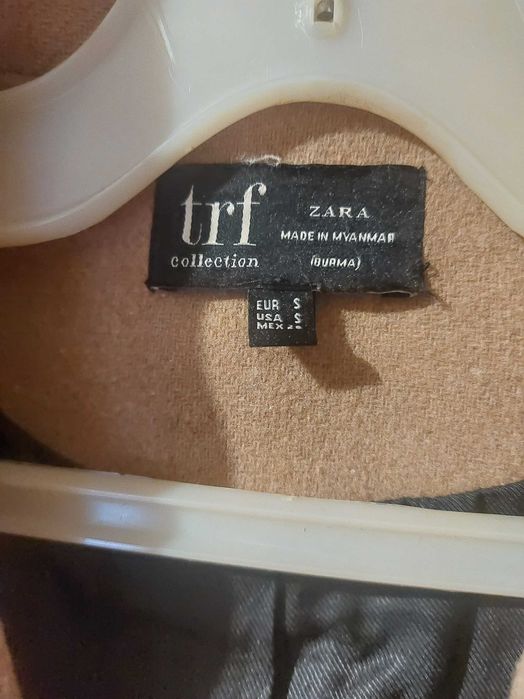 trf
collection
ZARA
MADE IN MYANMAR
(BURMA)
EUR S
USA S
MEX